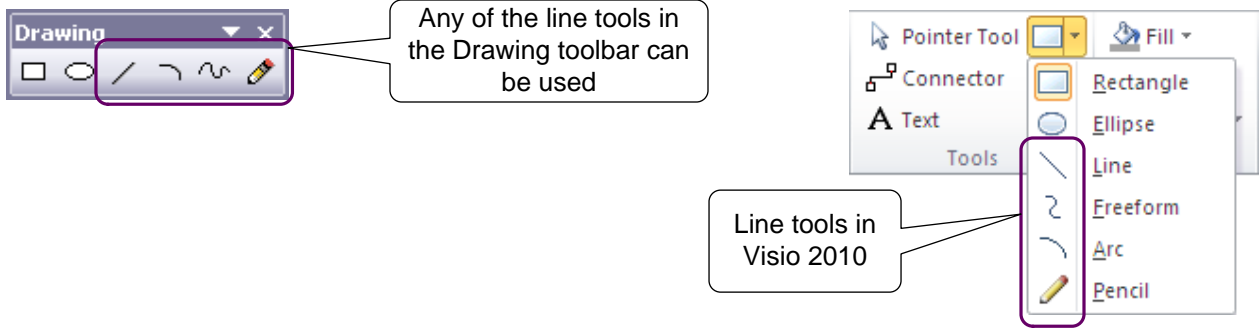 Drawing
Any of the line tools in
the Drawing toolbar can
be used
Pointer Tool
Fill
Connector
A Text
Tools
Rectangle
Ellipse
Line
Freeform
Arc
Pencil
Line tools in
Visio 2010